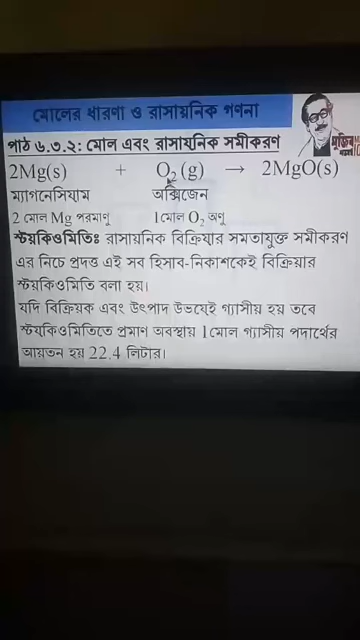 মোলের ধারণা ও রাসায়নিক গণনা
পাঠ ৬.৩.২: মোল এবং রাসায়নিক সমীকরণ
2Mg(s) + O₂(g) → 2MgO(s)
ম্যাগনেসিয়াম অক্সিজেন
2 মোল Mg পরমাণু 1মোল O₂ অণু
স্টয়কিওমিতিঃ রাসায়নিক বিক্রিয়ার সমতাযুক্ত সমীকরণ
এর নিচে প্রদত্ত এই সব হিসাব-নিকাশকেই বিক্রিয়ার
স্টয়কিওমিতি বলা হয়।
যদি বিক্রিয়ক এবং উৎপাদ উভয়েই গ্যাসীয় হয় তবে
স্টয়কিওমিতিতে প্রমাণ অবস্থায় 1মোল গ্যাসীয় পদার্থের
আয়তন হয় 22.4 লিটার।